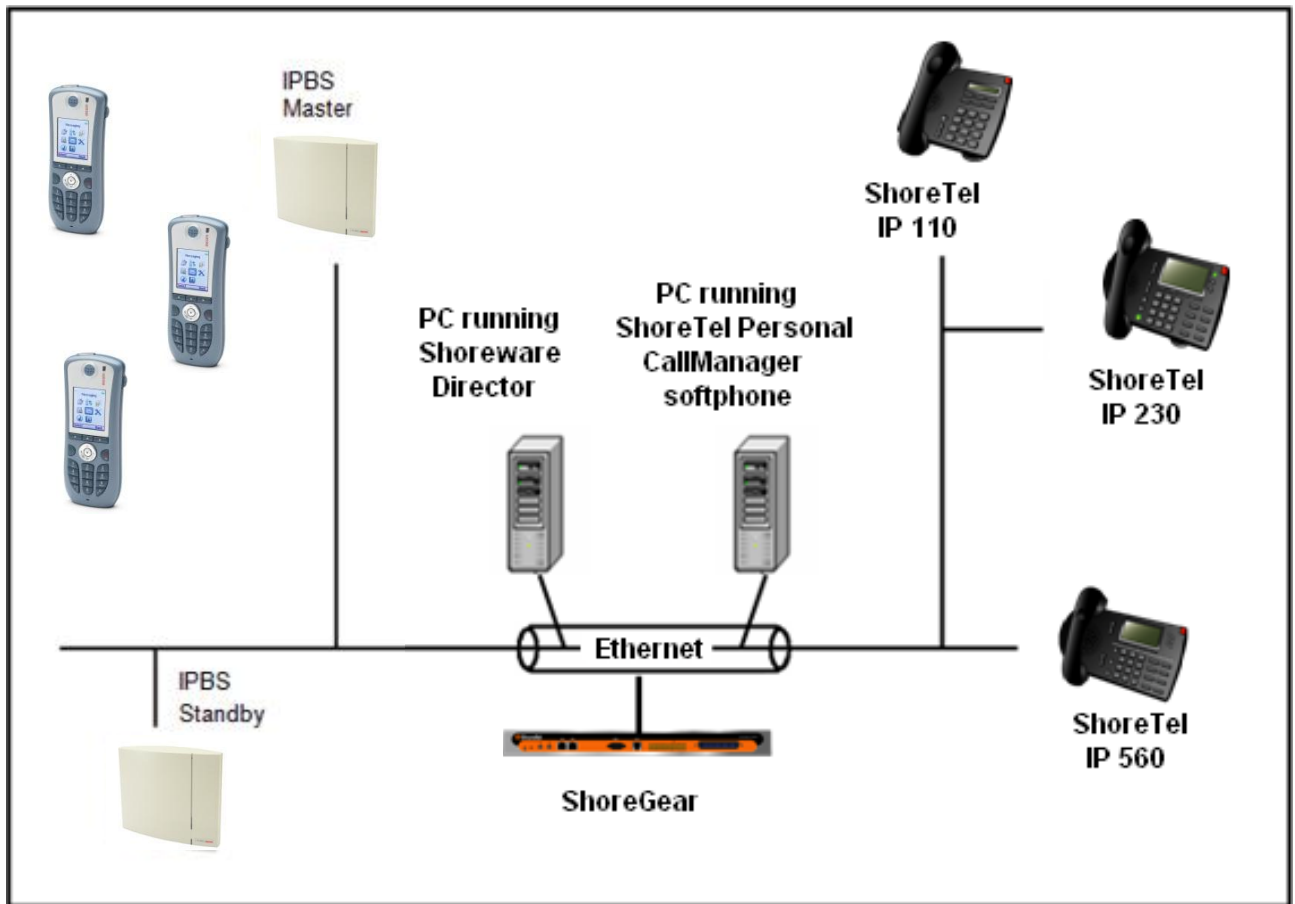 IPBS
Master
ShoreTel
IP 110
PC running
Shoreware
Director
PC running
ShoreTel Personal
CallManager
softphone
ShoreTel
IP 230
Ethernet
IPBS
Standby
ShoreTel
IP 560
ShoreGear